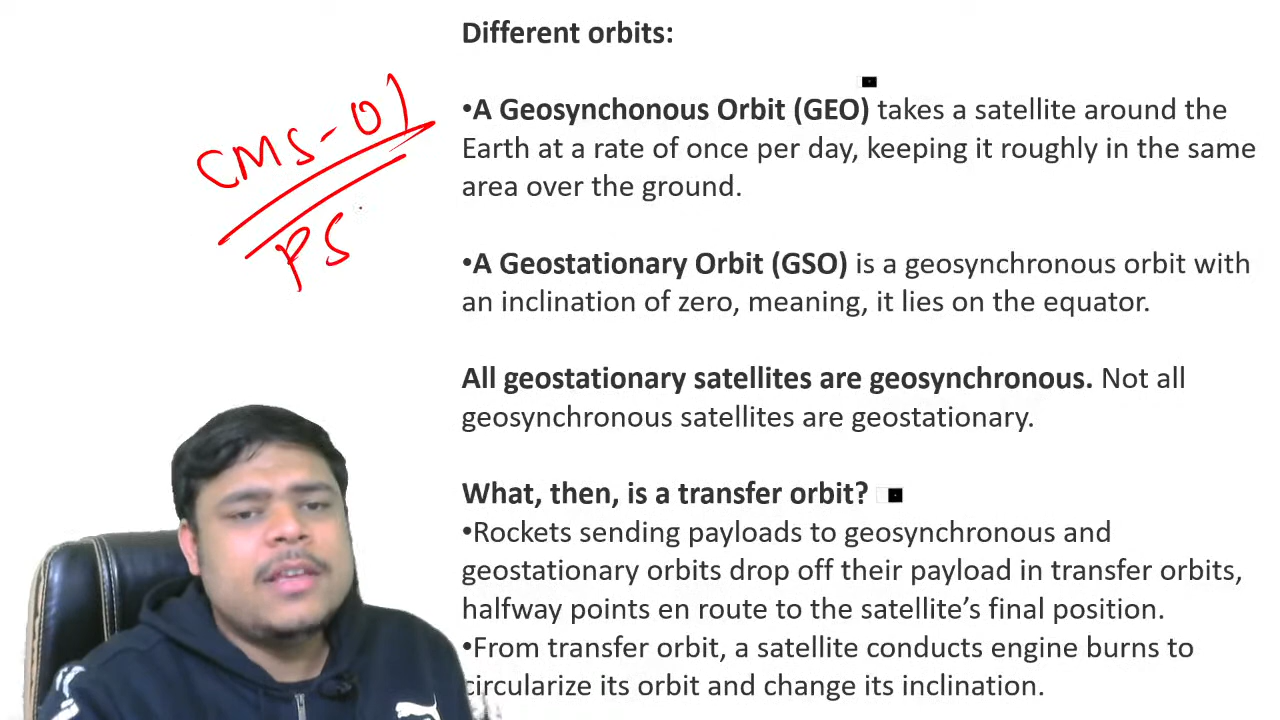 Different orbits:
•A Geosynchonous Orbit (GEO) takes a satellite around the
Earth at a rate of once per day, keeping it roughly in the same
area over the ground.
•A Geostationary Orbit (GSO) is a geosynchronous orbit with
an inclination of zero, meaning, it lies on the equator.
All geostationary satellites are geosynchronous. Not all
geosynchronous satellites are geostationary.
What, then, is a transfer orbit?
•Rockets sending payloads to geosynchronous and
geostationary orbits drop off their payload in transfer orbits,
halfway points en route to the satellite’s final position.
•From transfer orbit, a satellite conducts engine burns to
circularize its orbit and change its inclination.
CMS-01
PS